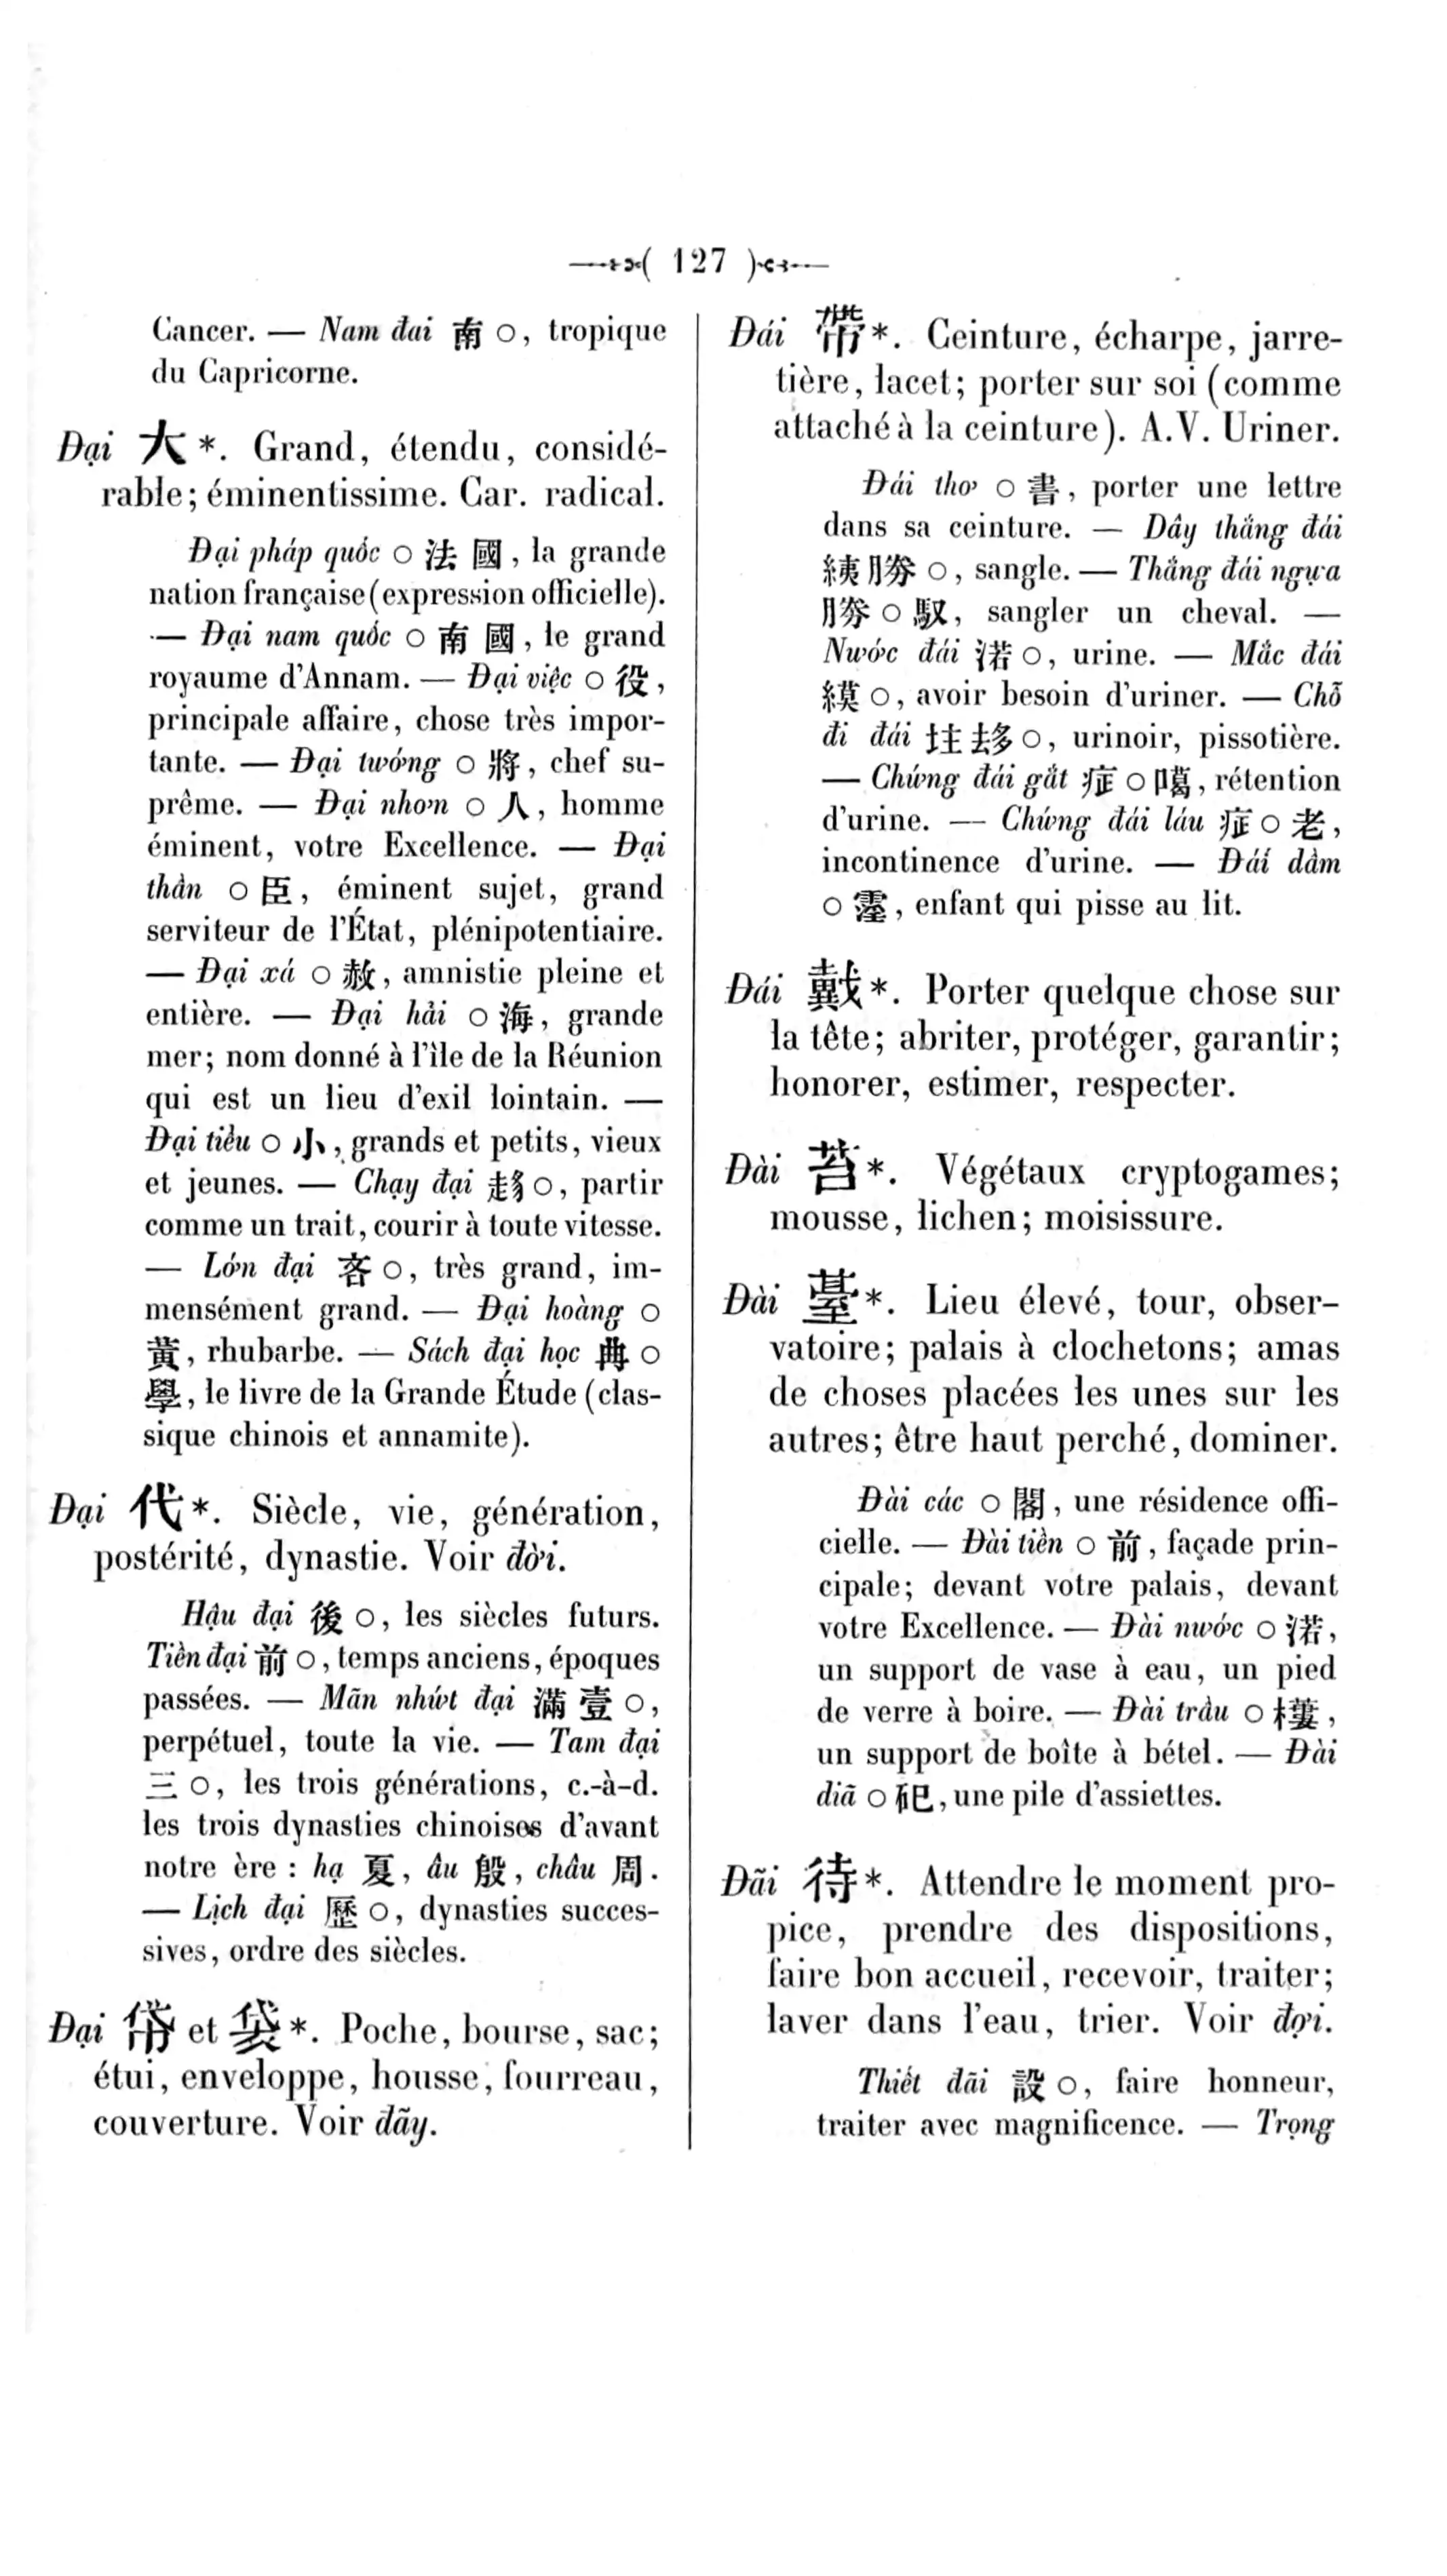 ( 127 )
Cancer. — Nam đai 南 ○, tropique
du Capricorne.
Đại 大 *. Grand, étendu, considé-
rable; éminentissime. Car. radical.
Đại pháp quốc ○ 法 國, la grande
nation française (expression officielle).
— Đại nam quốc ○ 南 國, le grand
royaume d'Annam. — Đại việc ○ 役,
principale affaire, chose très impor-
tante. — Đại tướng ○ 將, chef su-
prême. — Đại nhơn ○ 人, homme
éminent, votre Excellence. — Đại
thần ○ 臣, éminent sujet, grand
serviteur de l'État, plénipotentiaire.
— Đại xá ○ 赦, amnistie pleine et
entière. — Đại hải ○ 海, grande
mer; nom donné à l'île de la Réunion
qui est un lieu d'exil lointain. —
Đại tiểu ○ 小, grands et petits, vieux
et jeunes. — Chạy đại 趍 ○, partir
comme un trait, courir à toute vitesse.
— Lớn đại 吝 ○, très grand, im-
mensément grand. — Đại hoàng ○
黃, rhubarbe. — Sách đại học 冊 ○
學, le livre de la Grande Étude (clas-
sique chinois et annamite).
Đại 代 *. Siècle, vie, génération,
postérité, dynastie. Voir đời.
Hậu đại 後 ○, les siècles futurs.
Tiền đại 前 ○, temps anciens, époques
passées. — Mãn nhứt đại 滿 壹 ○,
perpétuel, toute la vie. — Tam đại
三 ○, les trois générations, c.-à-d.
les trois dynasties chinoises d'avant
notre ère : hạ 夏, âu 殷, châu 周.
— Lịch đại 歷 ○, dynasties succes-
sives, ordre des siècles.
Đại 帒 et 袋 *. Poche, bourse, sac;
étui, enveloppe, housse, fourreau,
couverture. Voir đãy.
Đái 帶 *. Ceinture, écharpe, jarre-
tière, lacet; porter sur soi (comme
attaché à la ceinture). A.V. Uriner.
Đái thơ ○ 書, porter une lettre
dans sa ceinture. — Dây thắng đái
○, sangle. — Thắng đái ngựa
○ 馭, sangler un cheval. —
Nước đái 渃 ○, urine. — Mắc đái
縸 ○, avoir besoin d'uriner. — Chỗ
đi đái 拄 ○, urinoir, pissotière.
— Chứng đái gắt 症 ○ 噶, rétention
d'urine. — Chứng đái láu 症 ○ 老,
incontinence d'urine. — Đái dầm
○ 霪, enfant qui pisse au lit.
Đái 戴 *. Porter quelque chose sur
la tête; abriter, protéger, garantir;
honorer, estimer, respecter.
Đài 苔 *. Végétaux cryptogames;
mousse, lichen; moisissure.
Đài 臺 *. Lieu élevé, tour, obser-
vatoire; palais à clochetons; amas
de choses placées les unes sur les
autres; être haut perché, dominer.
Đài các ○ 閣, une résidence offi-
cielle. — Đài tiền ○ 前, façade prin-
cipale; devant votre palais, devant
votre Excellence. — Đài nước ○ 渃,
un support de vase à eau, un pied
de verre à boire. — Đài trầu ○,
un support de boîte à bétel. — Đài
diã ○, une pile d'assiettes.
Đãi 待 *. Attendre le moment pro-
pice, prendre des dispositions,
faire bon accueil, recevoir, traiter;
laver dans l'eau, trier. Voir đợi.
Thiết đãi 設 ○, faire honneur,
traiter avec magnificence. — Trọng